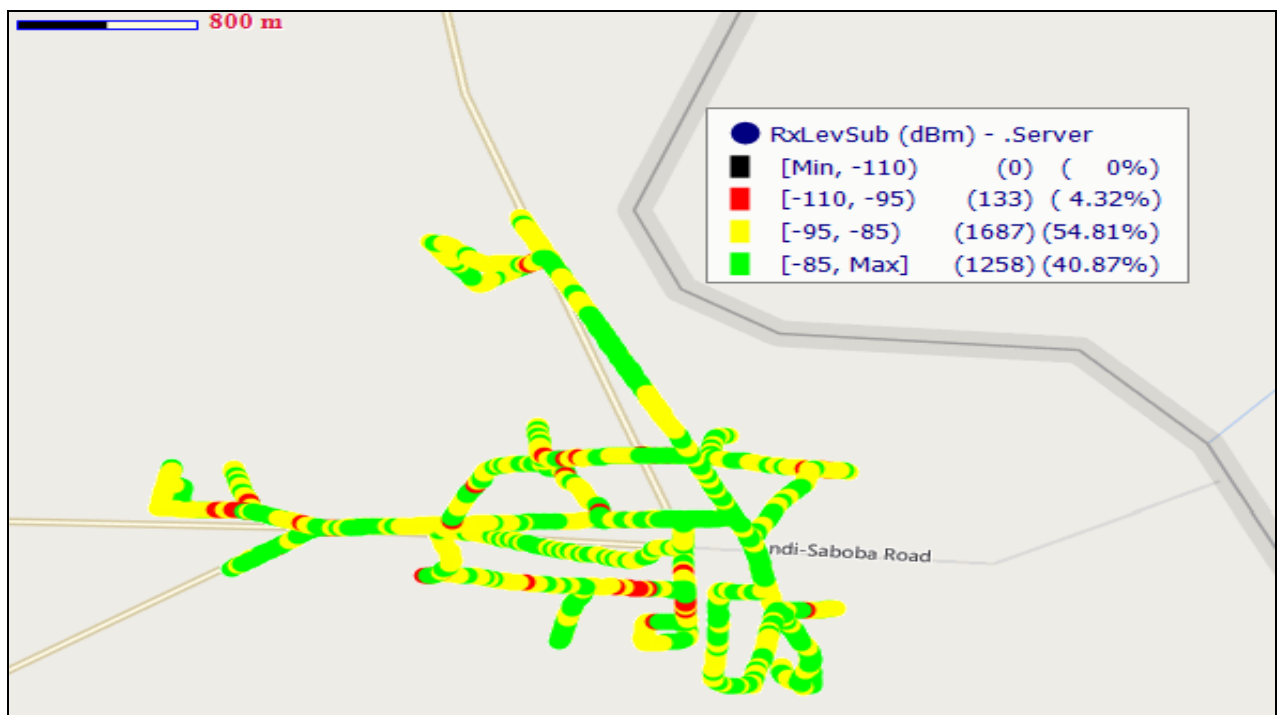 800 m
RxLevSub (dBm) - .Server
[Min, -110) (0) ( 0%)
[-110, -95) (133) ( 4.32%)
[-95, -85) (1687) (54.81%)
[-85, Max] (1258) (40.87%)
ndi-Saboba Road